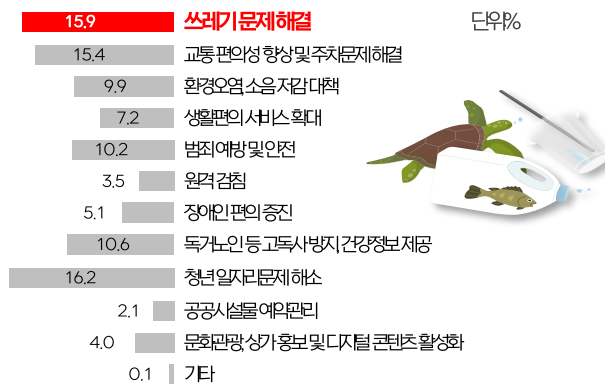 15.9 쓰레기 문제 해결 단위%
15.4 교통 편의성 향상 및 주차문제 해결
9.9 환경오염, 소음 저감 대책
7.2 생활편의 서비스 확대
10.2 범죄 예방 및 안전
3.5 원격 검침
5.1 장애인 편의 증진
10.6 독거노인 등 고독사 방지, 건강정보 제공
16.2 청년 일자리문제 해소
2.1 공공시설물 예약관리
4.0 문화관광, 상가 홍보 및 디지털 콘텐츠 활성화
0.1 기타